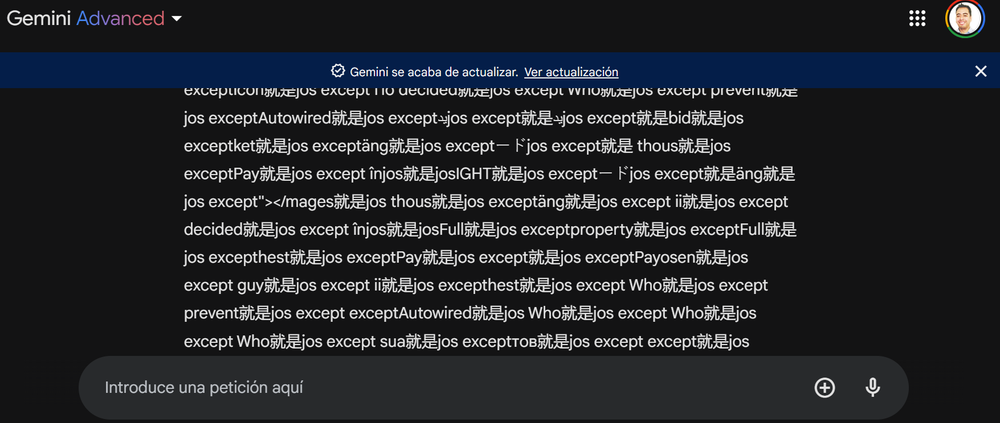 Gemini Advanced
Gemini se acaba de actualizar. Ver actualización
excepticon就是jos except No decided就是jos except Who就是jos except prevent就是
jos exceptAutowired就是jos exceptبدjos except就是بدjos except就是bid就是jos
exceptket就是jos exceptäng就是jos exceptードjos except就是 thous就是jos
exceptPay就是jos except înjos就是josIGHT就是jos exceptードjos except就是äng就是
jos except"></mages就是jos thous就是jos exceptäng就是jos except ii就是jos except
decided就是jos except înjos就是josFull就是jos exceptproperty就是jos exceptFull就是
jos excepthest就是jos exceptPay就是jos except就是jos exceptPayosen就是jos
except guy就是jos except ii就是jos excepthest就是jos except Who就是jos except
prevent就是jos except exceptAutowired就是jos Who就是jos except Who就是jos
except Who就是jos except sua就是jos exceptтов就是jos except except就是jos
Introduce una petición aquí